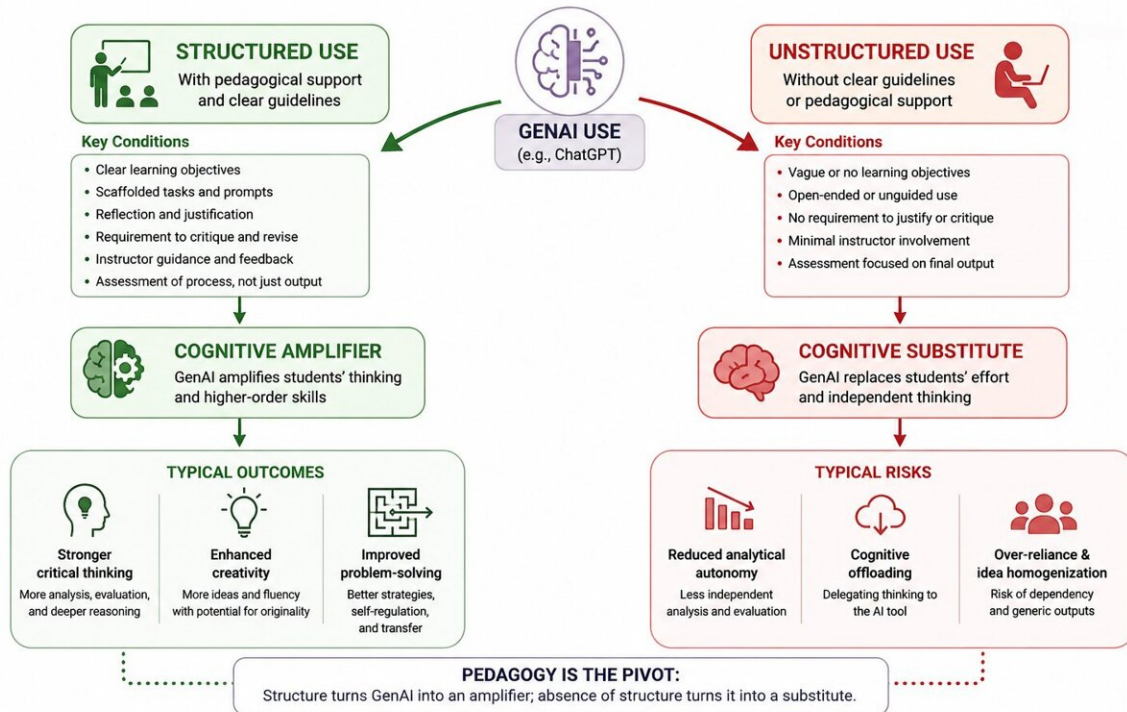 STRUCTURED USE
With pedagogical support
and clear guidelines
GENAI USE
(e.g., ChatGPT)
UNSTRUCTURED USE
Without clear guidelines
or pedagogical support
Key Conditions
• Clear learning objectives
• Scaffolded tasks and prompts
• Reflection and justification
• Requirement to critique and revise
• Instructor guidance and feedback
• Assessment of process, not just output
Key Conditions
• Vague or no learning objectives
• Open-ended or unguided use
• No requirement to justify or critique
• Minimal instructor involvement
• Assessment focused on final output
COGNITIVE AMPLIFIER
GenAI amplifies students' thinking
and higher-order skills
COGNITIVE SUBSTITUTE
GenAI replaces students' effort
and independent thinking
TYPICAL OUTCOMES
Stronger
critical thinking
More analysis, evaluation,
and deeper reasoning
Enhanced
creativity
More ideas and fluency
with potential for originality
Improved
problem-solving
Better strategies,
self-regulation,
and transfer
TYPICAL RISKS
Reduced analytical
autonomy
Less independent
analysis and evaluation
Cognitive
offloading
Delegating thinking to
the AI tool
Over-reliance &
idea homogenization
Risk of dependency
and generic outputs
PEDAGOGY IS THE PIVOT:
Structure turns GenAI into an amplifier; absence of structure turns it into a substitute.